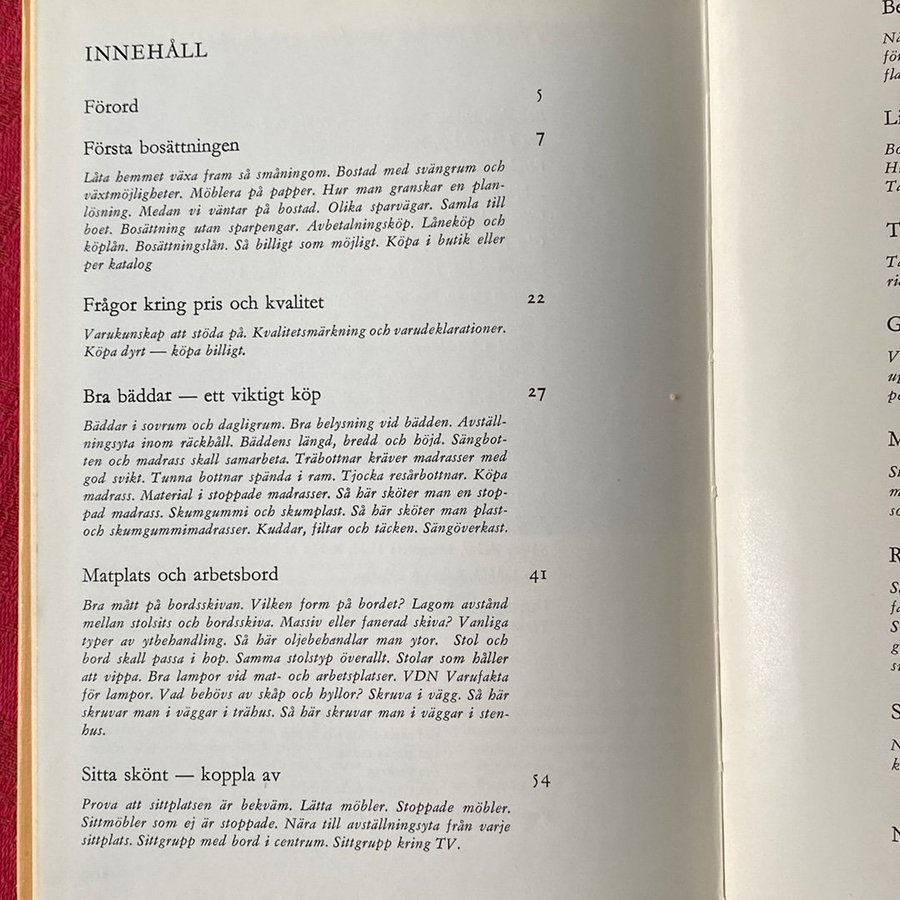 INNEHÅLL
Förord 5
Första bosättningen 7
Låta hemmet växa fram så småningom. Bostad med svängrum och
växtmöjligheter. Möblera på papper. Hur man granskar en plan-
lösning. Medan vi väntar på bostad. Olika sparvägar. Samla till
boet. Bosättning utan sparpengar. Avbetalningsköp. Låneköp och
köplån. Bosättningslån. Så billigt som möjligt. Köpa i butik eller
per katalog
Frågor kring pris och kvalitet 22
Varukunskap att stöda på. Kvalitetsmärkning och varudeklarationer.
Köpa dyrt — köpa billigt.
Bra bäddar — ett viktigt köp 27
Bäddar i sovrum och dagligrum. Bra belysning vid bädden. Avställ-
ningsyta inom räckhåll. Bäddens längd, bredd och höjd. Sängbot-
ten och madrass skall samarbeta. Träbottnar kräver madrasser med
god svikt. Tunna bottnar spända i ram. Tjocka resårbottnar. Köpa
madrass. Material i stoppade madrasser. Så här sköter man en stop-
pad madrass. Skumgummi och skumplast. Så här sköter man plast-
och skumgummimadrasser. Kuddar, filtar och täcken. Sängöverkast.
Matplats och arbetsbord 41
Bra mått på bordsskivan. Vilken form på bordet? Lagom avstånd
mellan stolsits och bordsskiva. Massiv eller fanerad skiva? Vanliga
typer av ytbehandling. Så här oljebehandlar man ytor. Stol och
bord skall passa i hop. Samma stolstyp överallt. Stolar som håller
att vippa. Bra lampor vid mat- och arbetsplatser. VDN Varufakta
för lampor. Vad behövs av skåp och hyllor? Skruva i vägg. Så här
skruvar man i väggar i trähus. Så här skruvar man i väggar i sten-
hus.
Sitta skönt — koppla av 54
Prova att sittplatsen är bekväm. Lätta möbler. Stoppade möbler.
Sittmöbler som ej är stoppade. Nära till avställningsyta från varje
sittplats. Sittgrupp med bord i centrum. Sittgrupp kring TV.